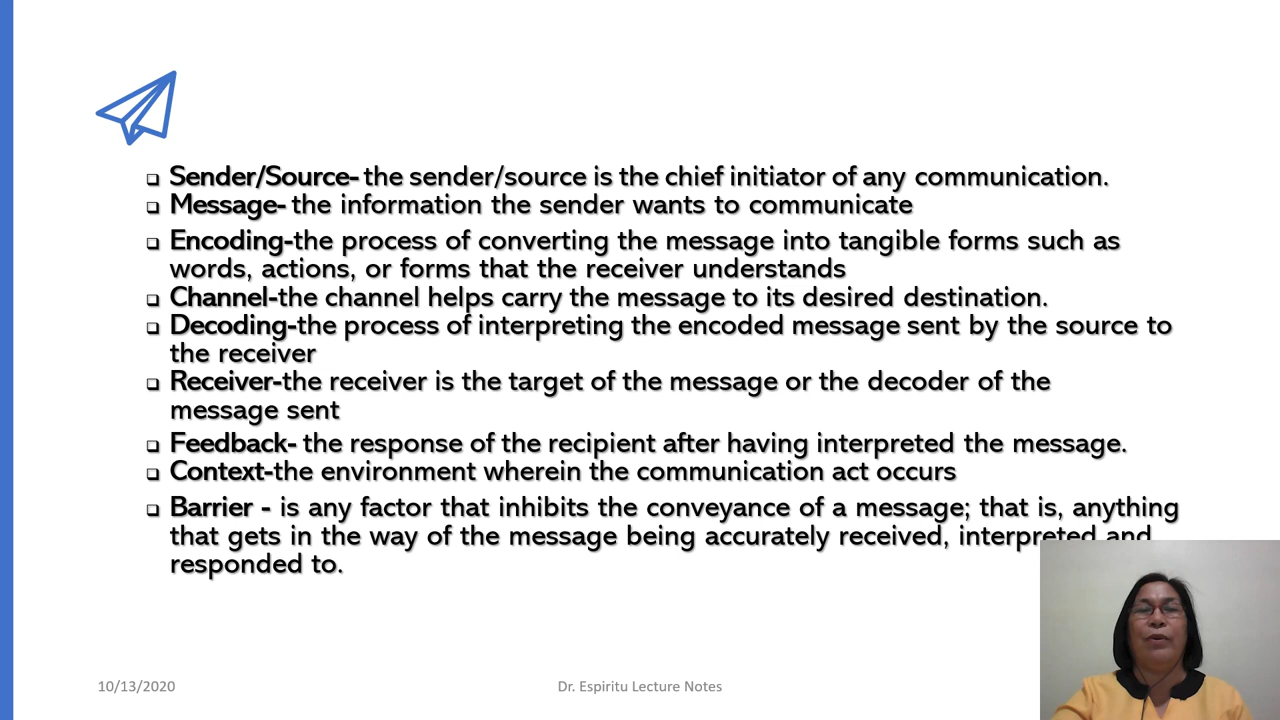 Sender/Source- the sender/source is the chief initiator of any communication.
Message- the information the sender wants to communicate
Encoding-the process of converting the message into tangible forms such as
words, actions, or forms that the receiver understands
Channel-the channel helps carry the message to its desired destination.
Decoding-the process of interpreting the encoded message sent by the source to
the receiver
Receiver-the receiver is the target of the message or the decoder of the
message sent
Feedback- the response of the recipient after having interpreted the message.
Context-the environment wherein the communication act occurs
Barrier - is any factor that inhibits the conveyance of a message; that is, anything
that gets in the way of the message being accurately received, interpreted and
responded to.
10/13/2020
Dr. Espiritu Lecture Notes